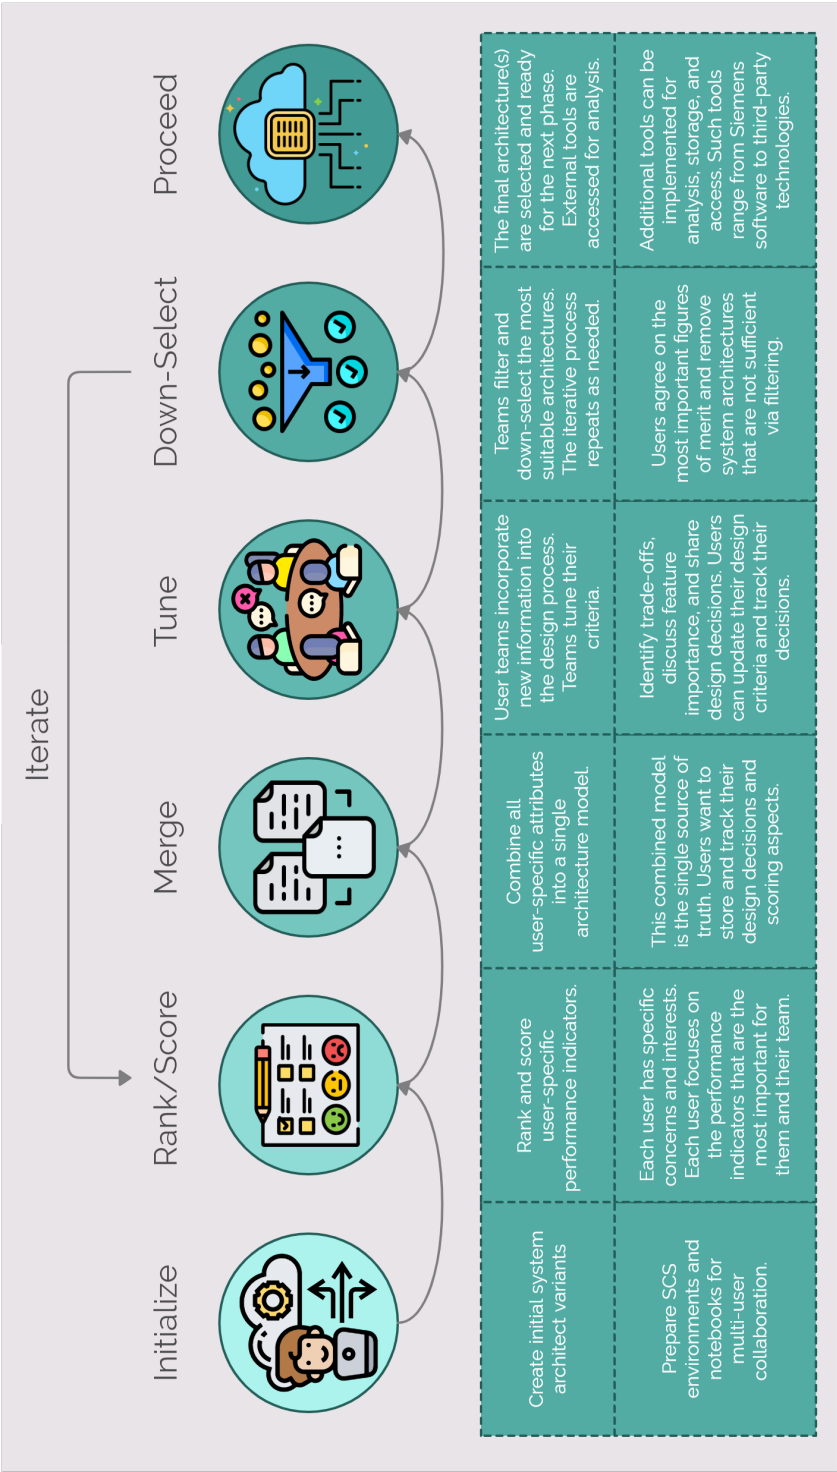 Iterate
Initialize
Rank/Score
Merge
Tune
Down-Select
Proceed
Create initial system
architect variants
Rank and score
user-specific
performance indicators.
Combine all
user-specific attributes
into a single
architecture model.
User teams incorporate
new information into
the design process.
Teams tune their
criteria.
Teams filter and
down-select the most
suitable architectures.
The iterative process
repeats as needed.
The final architecture(s)
are selected and ready
for the next phase.
External tools are
accessed for analysis.
Prepare SCS
environments and
notebooks for
multi-user
collaboration.
Each user has specific
concerns and interests.
Each user focuses on
the performance
indicators that are the
most important for
them and their team.
This combined model
is the single source of
truth. Users want to
store and track their
design decisions and
scoring aspects.
Identify trade-offs,
discuss feature
importance, and share
design decisions. Users
can update their design
criteria and track their
decisions.
Users agree on the
most important figures
of merit and remove
system architectures
that are not sufficient
via filtering.
Additional tools can be
implemented for
analysis, storage, and
access. Such tools
range from Siemens
software to third-party
technologies.